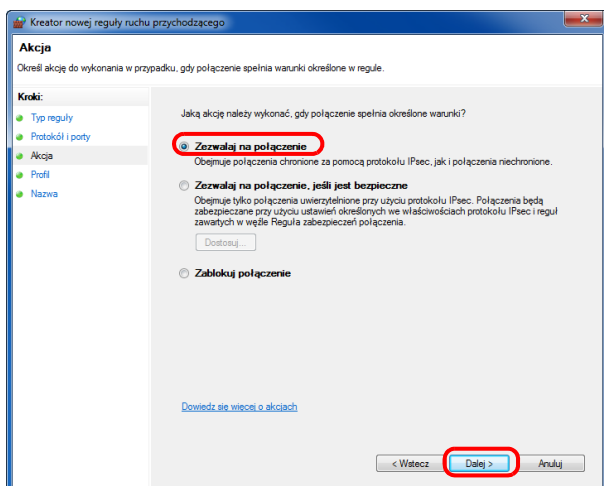 Kreator nowej reguły ruchu przychodzącego
Akcja
Określ akcję do wykonania w przypadku, gdy połączenie spełnia warunki określone w regule.
Kroki:
Typ reguły
Protokół i porty
Akcja
Profil
Nazwa
Jaką akcję należy wykonać, gdy połączenie spełnia określone warunki?
Zezwalaj na połączenie
Obejmuje połączenia chronione za pomocą protokołu IPsec, jak i połączenia niechronione.
Zezwalaj na połączenie, jeśli jest bezpieczne
Obejmuje tylko połączenia uwierzytelnione przy użyciu protokołu IPsec. Połączenia będą
zabezpieczane przy użyciu ustawień określonych we właściwościach protokołu IPsec i reguł
zawartych w węźle Reguła zabezpieczeń połączenia.
Dostosuj...
Zablokuj połączenie
Dowiedz się więcej o akcjach
< Wstecz
Dalej >
Anuluj